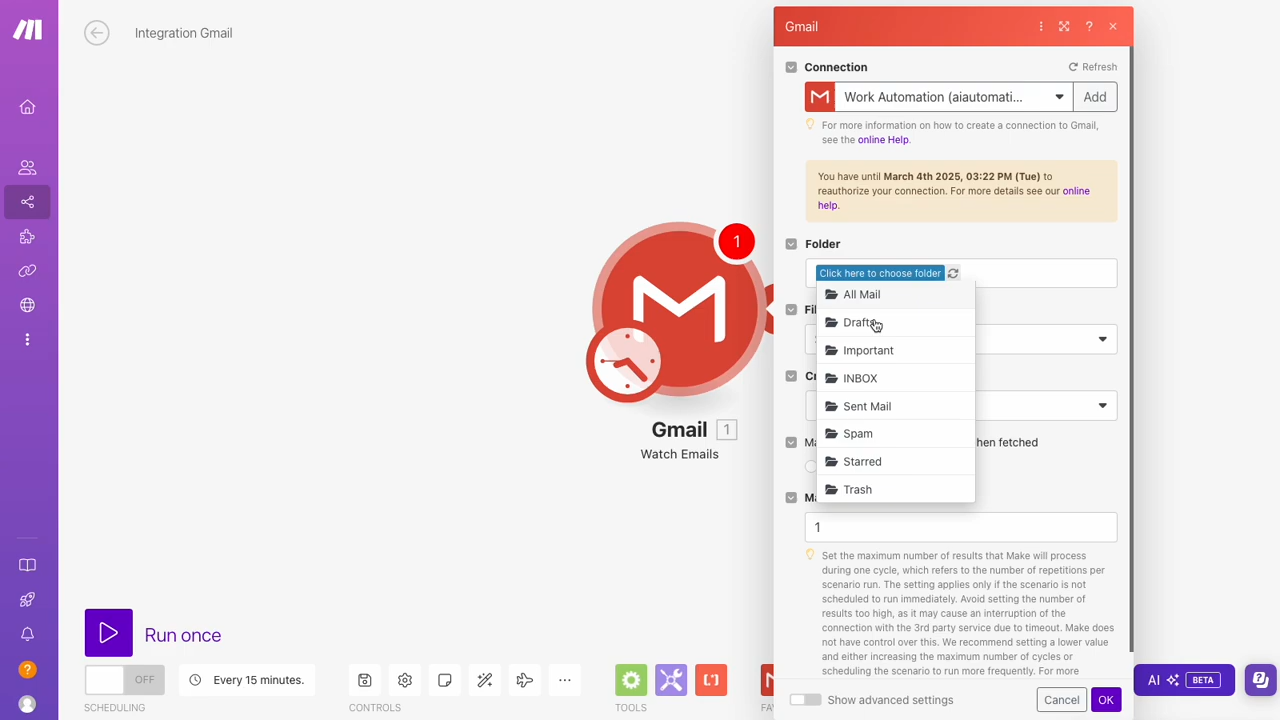 Integration Gmail
Gmail
?
Connection
Refresh
Work Automation (aiautomati...
Add
For more information on how to create a connection to Gmail,
see the online Help.
You have until March 4th 2025, 03:22 PM (Tue) to
reauthorize your connection. For more details see our online
help.
Folder
Click here to choose folder
All Mail
Drafts
Important
INBOX
Sent Mail
Spam
Starred
Trash
hen fetched
1
Set the maximum number of results that Make will process
during one cycle, which refers to the number of repetitions per
scenario run. The setting applies only if the scenario is not
scheduled to run immediately. Avoid setting the number of
results too high, as it may cause an interruption of the
connection with the 3rd party service due to timeout. Make does
not have control over this. We recommend setting a lower value
and either increasing the maximum number of cycles or
scheduling the scenario to run more frequently. For more
Show advanced settings
Cancel
OK
1
Gmail 1
Watch Emails
Run once
OFF
Every 15 minutes.
SCHEDULING
CONTROLS
TOOLS
AI BETA